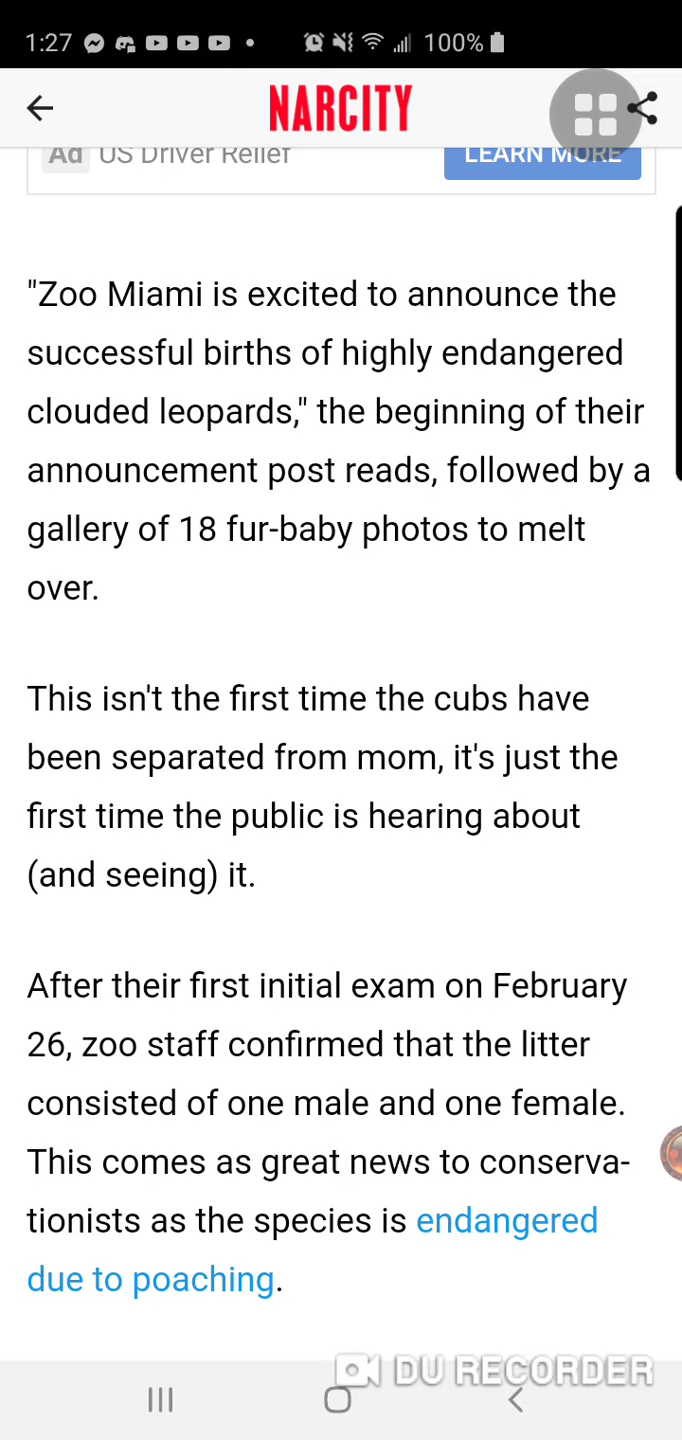 1:27 100%
NARCITY
Ad US Driver Relief LEARN MORE
"Zoo Miami is excited to announce the
successful births of highly endangered
clouded leopards," the beginning of their
announcement post reads, followed by a
gallery of 18 fur-baby photos to melt
over.
This isn't the first time the cubs have
been separated from mom, it's just the
first time the public is hearing about
(and seeing) it.
After their first initial exam on February
26, zoo staff confirmed that the litter
consisted of one male and one female.
This comes as great news to conserva-
tionists as the species is endangered
due to poaching.
DU RECORDER